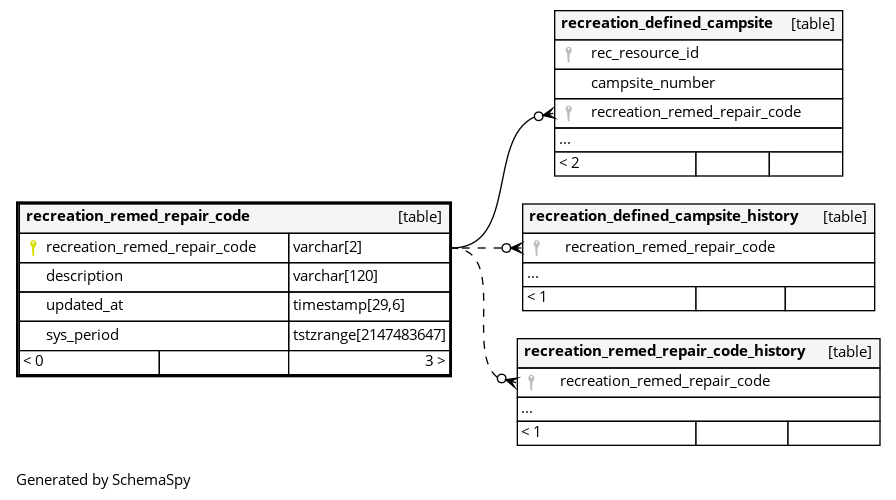 recreation_defined_campsite [table]
rec_resource_id
campsite_number
recreation_remed_repair_code
...
< 2
recreation_remed_repair_code [table]
recreation_remed_repair_code varchar[2]
description varchar[120]
updated_at timestamp[29,6]
sys_period tstzrange[2147483647]
< 0 3 >
recreation_defined_campsite_history [table]
recreation_remed_repair_code
...
< 1
recreation_remed_repair_code_history [table]
recreation_remed_repair_code
...
< 1
Generated by SchemaSpy